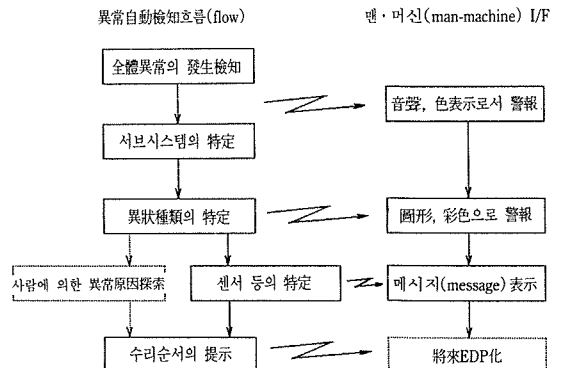 異常自動檢知흐름(flow)
맨·머신(man-machine) I/F
全體異常의 發生檢知
音聲, 色表示로서 警報
서브시스템의 特定
異狀種類의 特定
圖形, 彩色으로 警報
사람에 의한 異常原因探索
센서 등의 特定
메시지(message) 表示
수리순서의 提示
將來EDP化